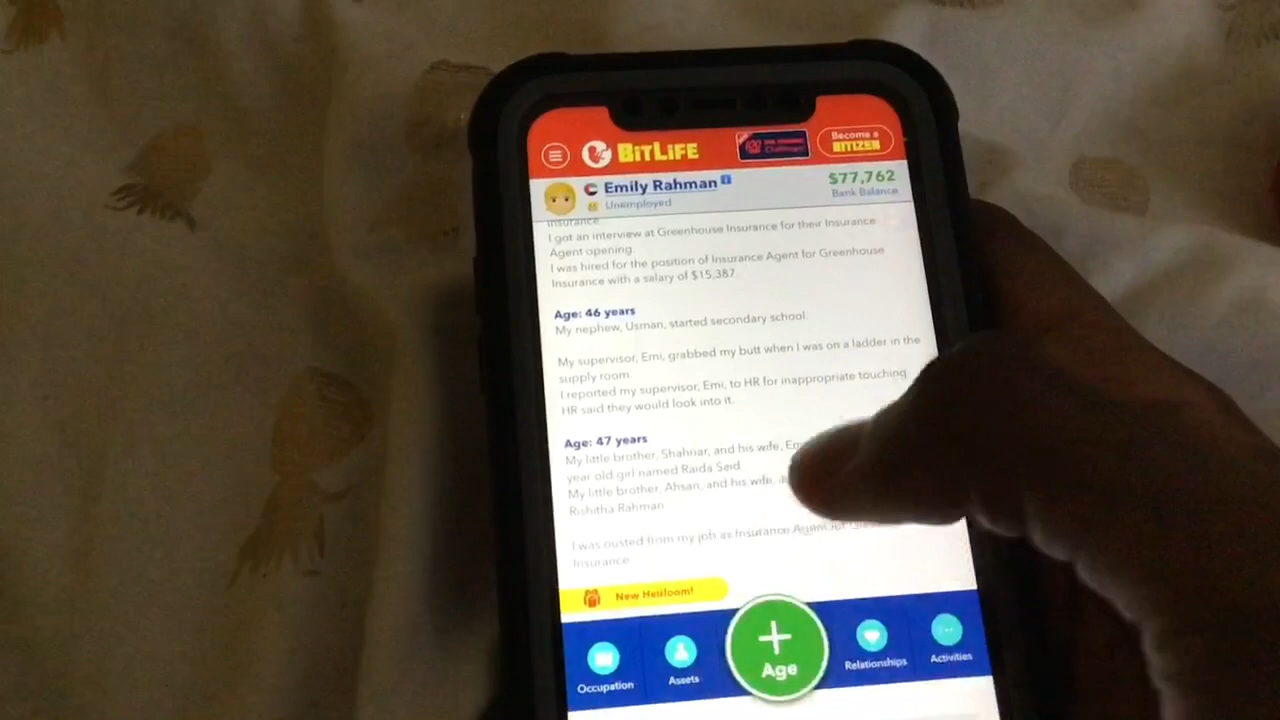 BITLIFE
Become a
BITIZEN
Emily Rahman
$77,762
Unemployed
Bank Balance
Insurance
I got an interview at Greenhouse Insurance for their Insurance
Agent opening.
I was hired for the position of Insurance Agent for Greenhouse
Insurance with a salary of $15,387.
Age: 46 years
My nephew, Usman, started secondary school.
My supervisor, Emi, grabbed my butt when I was on a ladder in the
supply room.
I reported my supervisor, Emi, to HR for inappropriate touching.
HR said they would look into it.
Age: 47 years
My little brother, Shahriar, and his wife,
year old girl named Raida Said.
My little brother, Ahsan, and his wife,
Rishitha Rahman.
I was ousted from my job as Insurance Agent for
Insurance.
New Heirloom!
Age
Occupation
Assets
Relationships
Activities